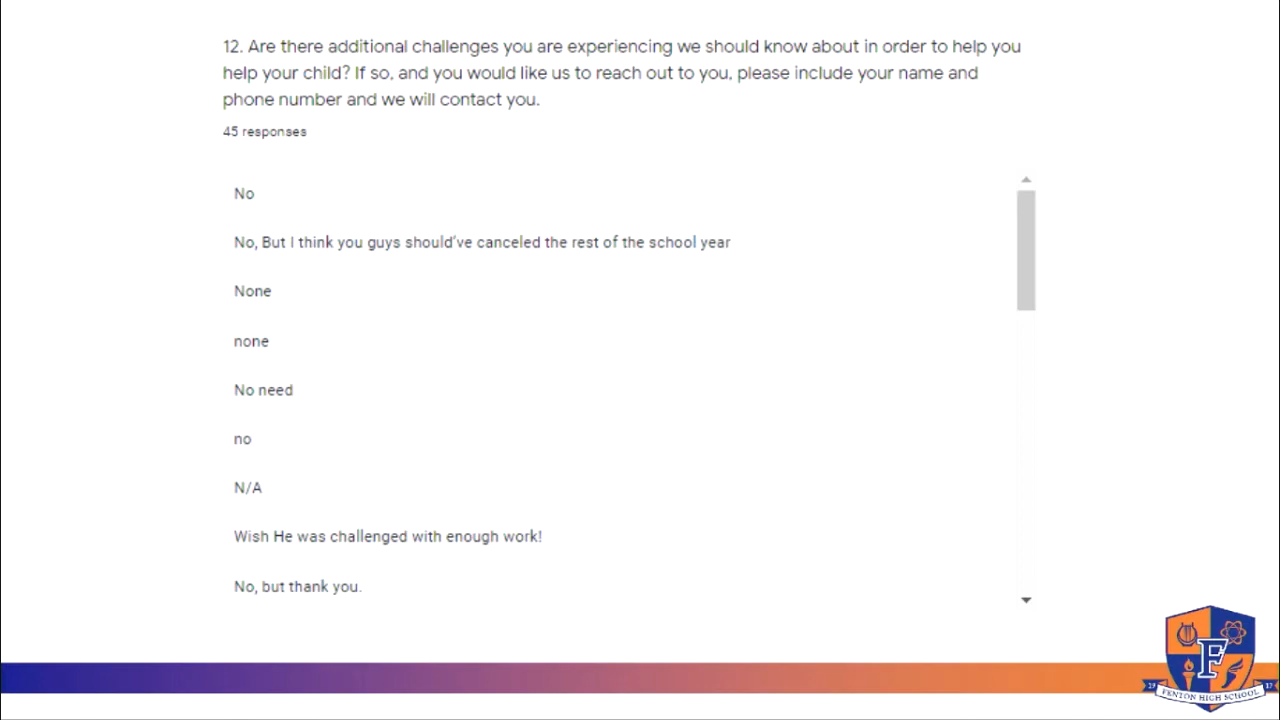 12. Are there additional challenges you are experiencing we should know about in order to help you
help your child? If so, and you would like us to reach out to you, please include your name and
phone number and we will contact you.
45 responses
No
No, But I think you guys should've canceled the rest of the school year
None
none
No need
no
N/A
Wish He was challenged with enough work!
No, but thank you.
F
FENTON HIGH SCHOOL